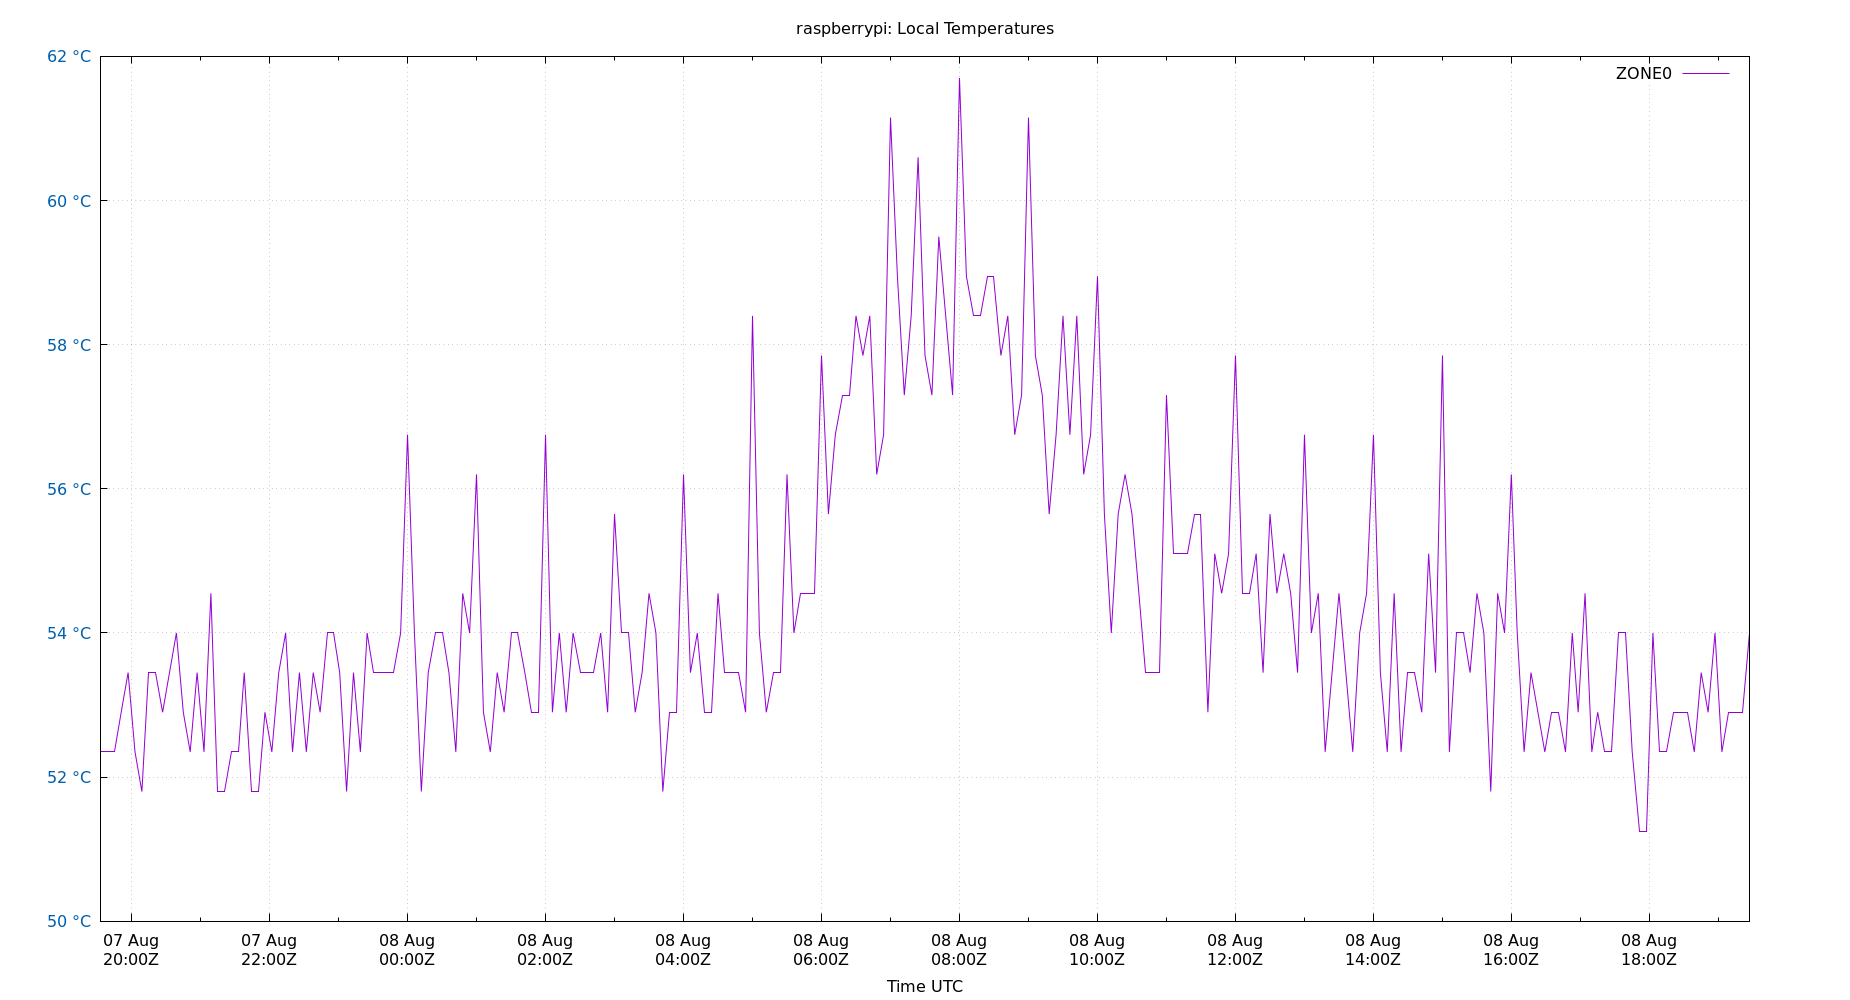 raspberrypi: Local Temperatures
ZONE0
62 °C
60 °C
58 °C
56 °C
54 °C
52 °C
50 °C
07 Aug 07 Aug 08 Aug 08 Aug 08 Aug 08 Aug 08 Aug 08 Aug 08 Aug 08 Aug 08 Aug 08 Aug
20:00Z 22:00Z 00:00Z 02:00Z 04:00Z 06:00Z 08:00Z 10:00Z 12:00Z 14:00Z 16:00Z 18:00Z
Time UTC